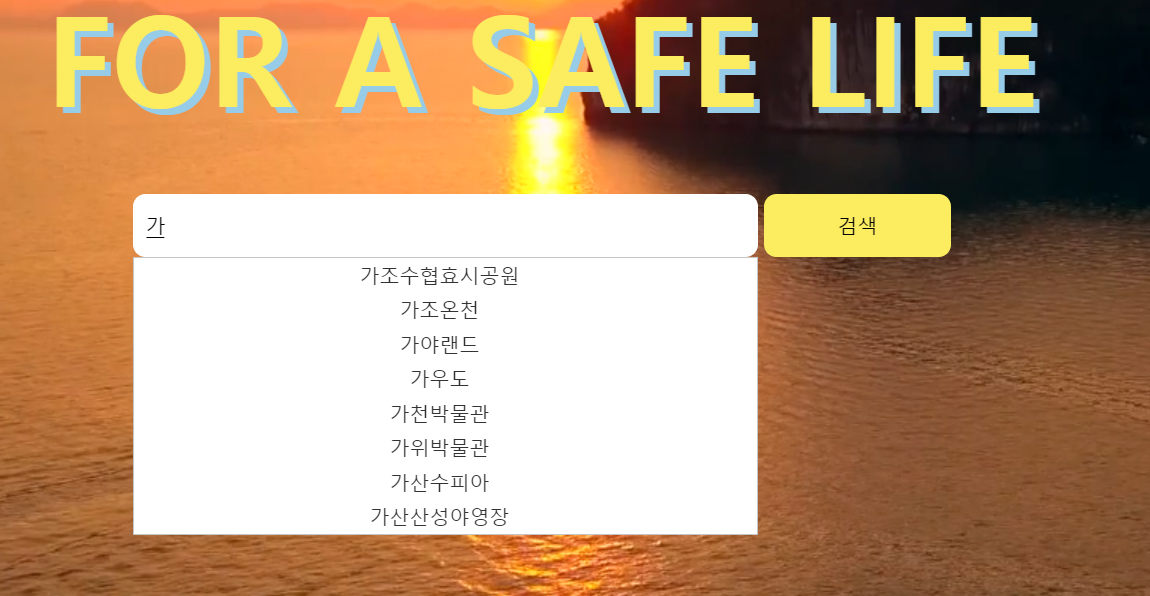 FOR A SAFE LIFE
가 검색
가조수협효시공원
가조온천
가야랜드
가우도
가천박물관
가위박물관
가산수피아
가산산성야영장